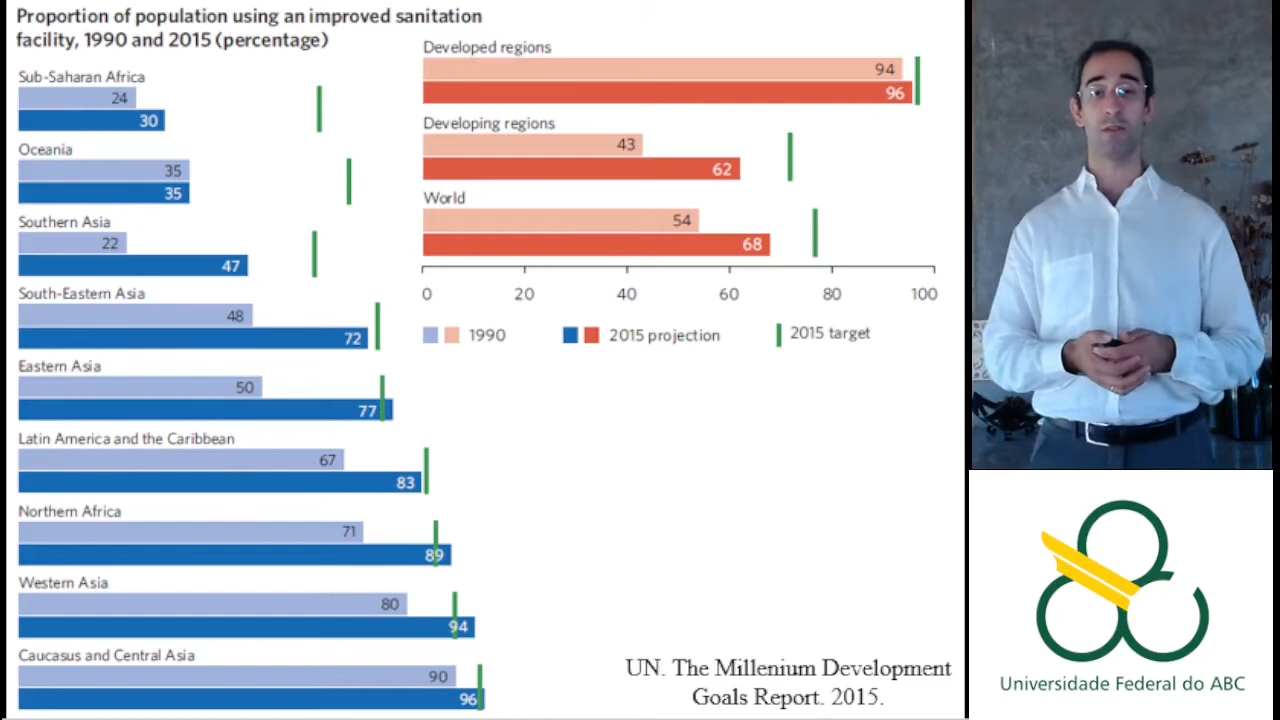 Proportion of population using an improved sanitation
facility, 1990 and 2015 (percentage)
Sub-Saharan Africa
24
30
Oceania
35
35
Southern Asia
22
47
South-Eastern Asia
48
72
Eastern Asia
50
77
Latin America and the Caribbean
67
83
Northern Africa
71
89
Western Asia
80
94
Caucasus and Central Asia
90
96
Developed regions
94
96
Developing regions
43
62
World
54
68
0 20 40 60 80 100
1990 2015 projection 2015 target
UN. The Millenium Development
Goals Report. 2015.
Universidade Federal do ABC